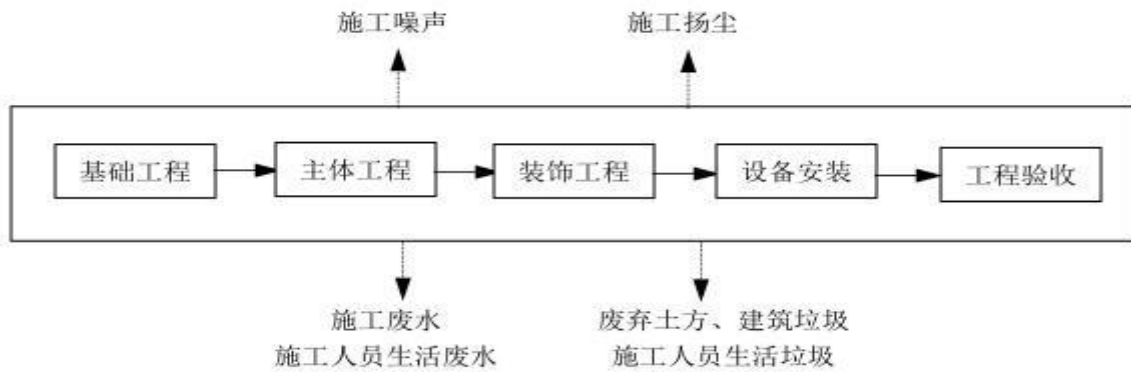 施工噪声
施工扬尘
基础工程
主体工程
装饰工程
设备安装
工程验收
施工废水
施工人员生活废水
废弃土方、建筑垃圾
施工人员生活垃圾